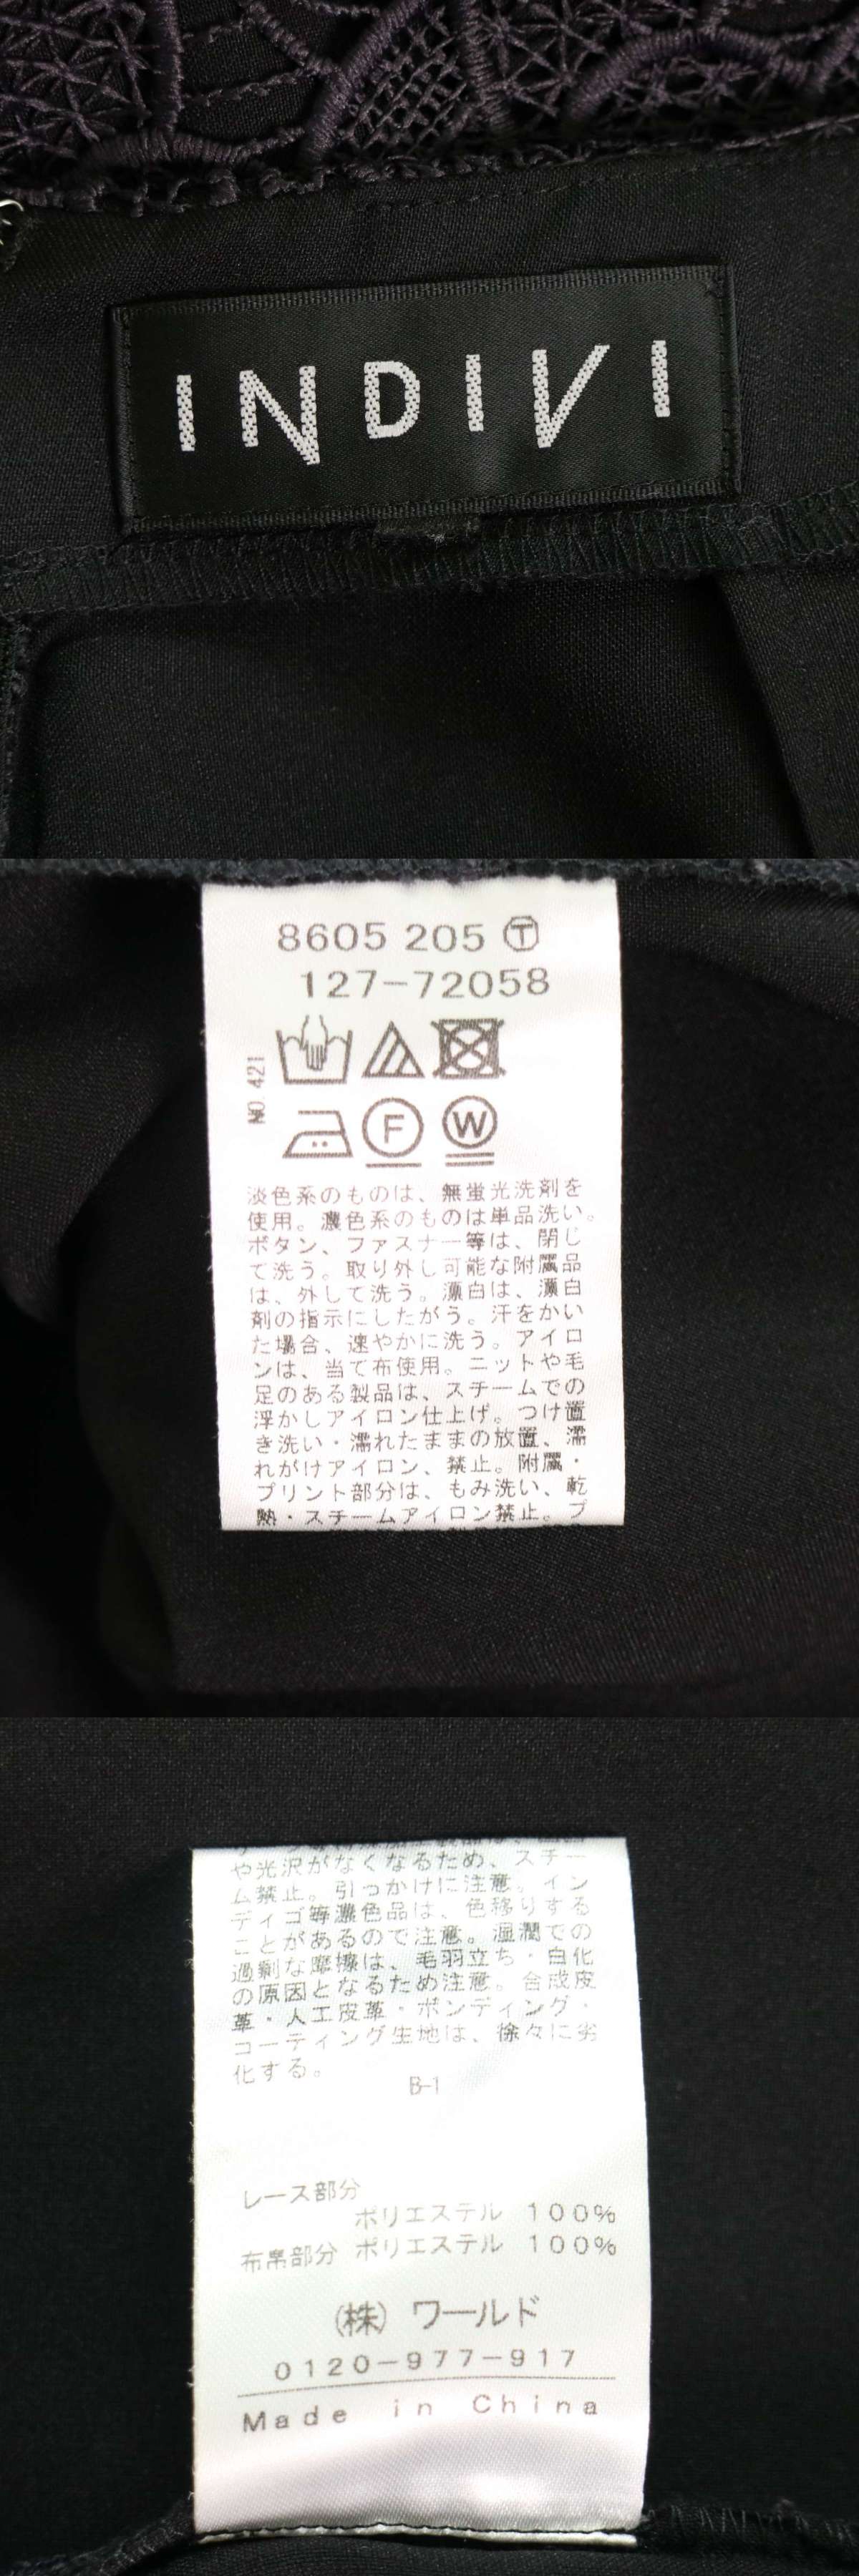 INDIVI
8605 205 Ⓣ
127-72058
NO 421
F
W
淡色系のものは、無蛍光洗剤を
使用。濃色系のものは単品洗い。
ボタン、ファスナー等は、閉じ
て洗う。取り外し可能な附属品
は、外して洗う。漂白は、漂白
剤の指示にしたがう。汗をかい
た場合、速やかに洗う。アイロ
ンは、当て布使用。ニットや毛
足のある製品は、スチームでの
浮かしアイロン仕上げ。つけ置
き洗い・濡れたままの放置、濡
れがけアイロン、禁止。附属・
プリント部分は、もみ洗い、乾
熱・スチームアイロン禁止。プ
や光沢がなくなるため、スチー
ム禁止。引っかけに注意。イン
ディゴ等濃色品は、色移りする
ことがあるので注意。湿潤での
過剰な摩擦は、毛羽立ち・白化
の原因となるため注意。合成皮
革・人工皮革・ボンディング・
コーティング生地は、徐々に劣
化する。
B-1
レース部分
ポリエステル 100%
布帛部分 ポリエステル 100%
(株) ワールド
0120-977-917
Made in China